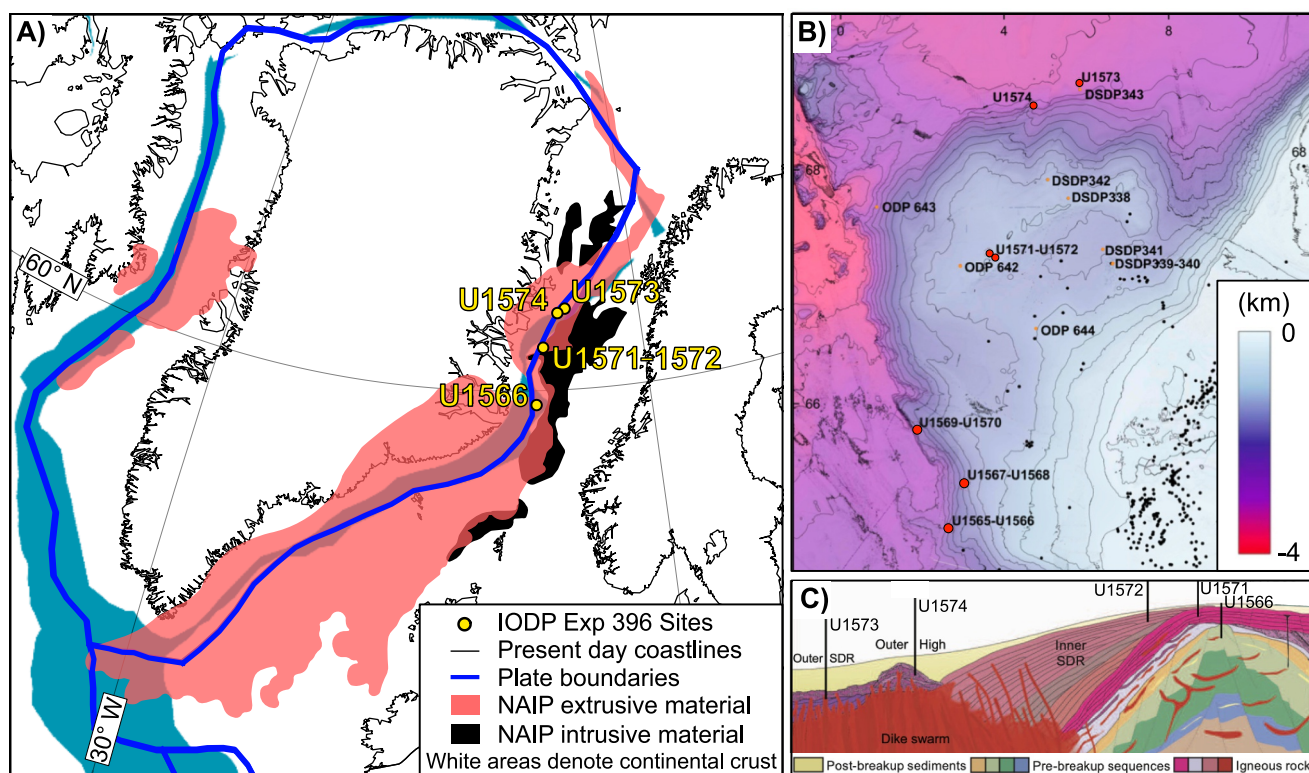 A)
60° N
30° W
U1574
U1573
U1571-1572
U1566
IODP Exp 396 Sites
Present day coastlines
Plate boundaries
NAIP extrusive material
NAIP intrusive material
White areas denote continental crust
B)
0
4
8
U1573
DSDP343
U1574
68
68
DSDP342
DSDP338
ODP 643
U1571-U1572
DSDP341
ODP 642
DSDP339-340
ODP 644
66
U1569-U1570
U1567-U1568
U1565-U1566
(km)
0
-4
C)
U1573
U1574
U1572
U1571
U1566
Outer SDR
Outer High
Inner
SDR
Dike swarm
Post-breakup sediments
Pre-breakup sequences
Igneous rock